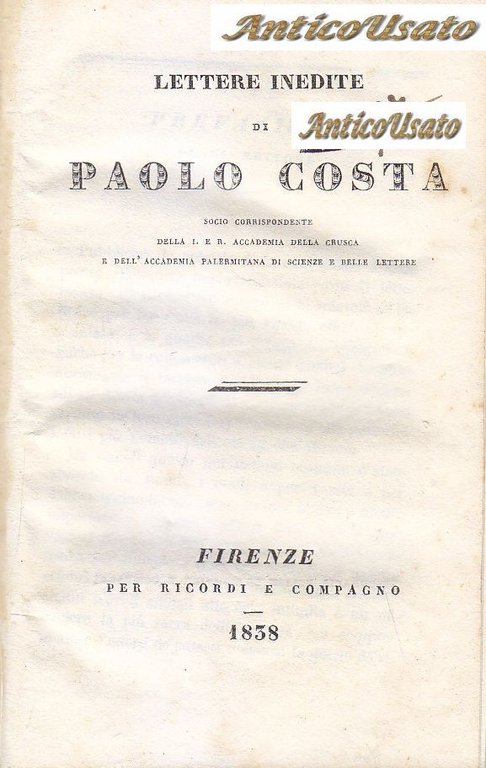 AnticoUsato
LETTERE INEDITE
DI
AnticoUsato
PAOLO COSTA
SOCIO CORRISPONDENTE
DELLA I. E R. ACCADEMIA DELLA CRUSCA
E DELL' ACCADEMIA PALERMITANA DI SCIENZE E BELLE LETTERE
FIRENZE
PER RICORDI E COMPAGNO
1838